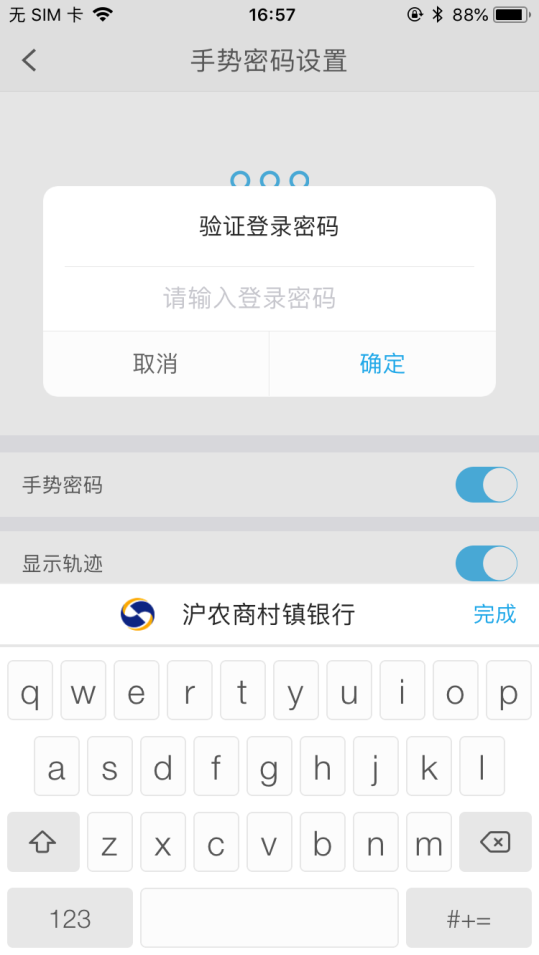 无 SIM 卡 16:57 88%
手势密码设置
验证登录密码
请输入登录密码
取消 确定
手势密码
显示轨迹
沪农商村镇银行 完成
q w e r t y u i o p
a s d f g h j k l
z x c v b n m
123 #+=